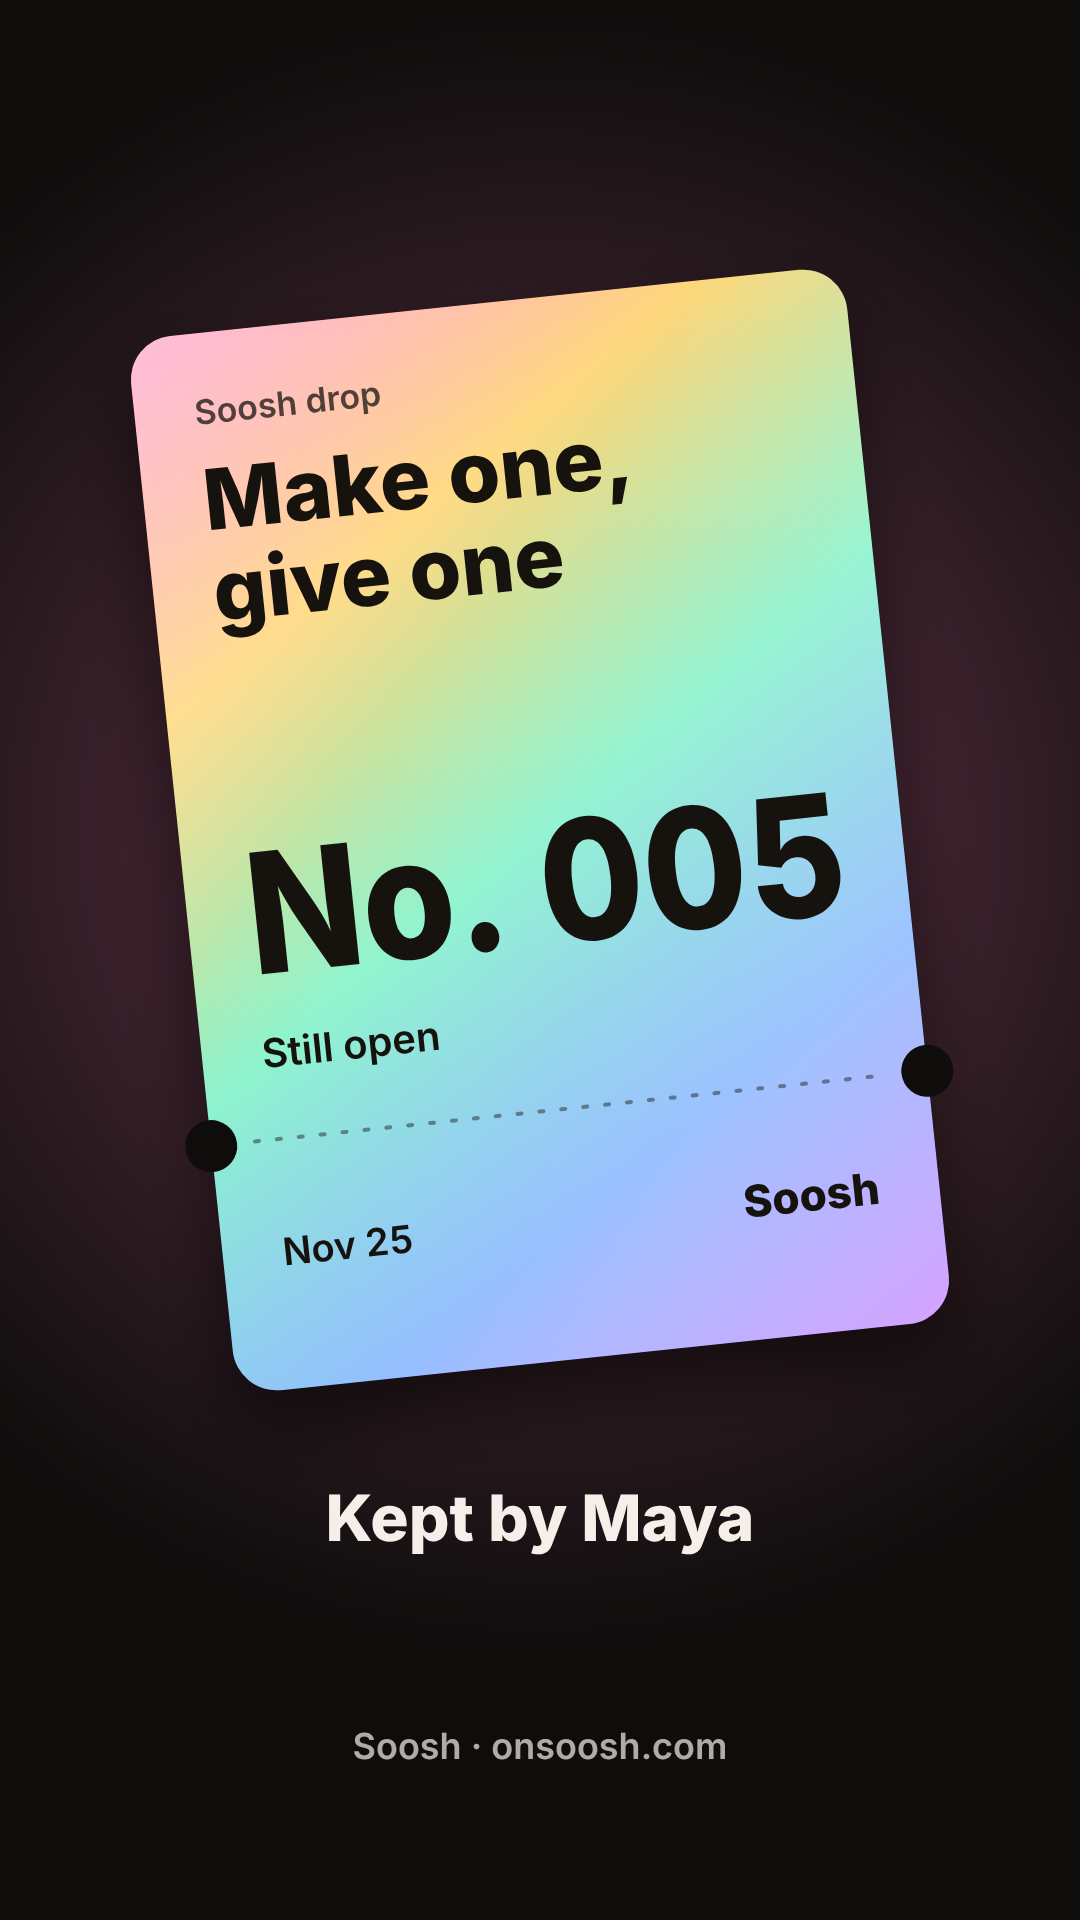 Soosh drop
Make one,
give one
No. 005
Still open
Nov 25
Soosh
Kept by Maya
Soosh · onsoosh.com